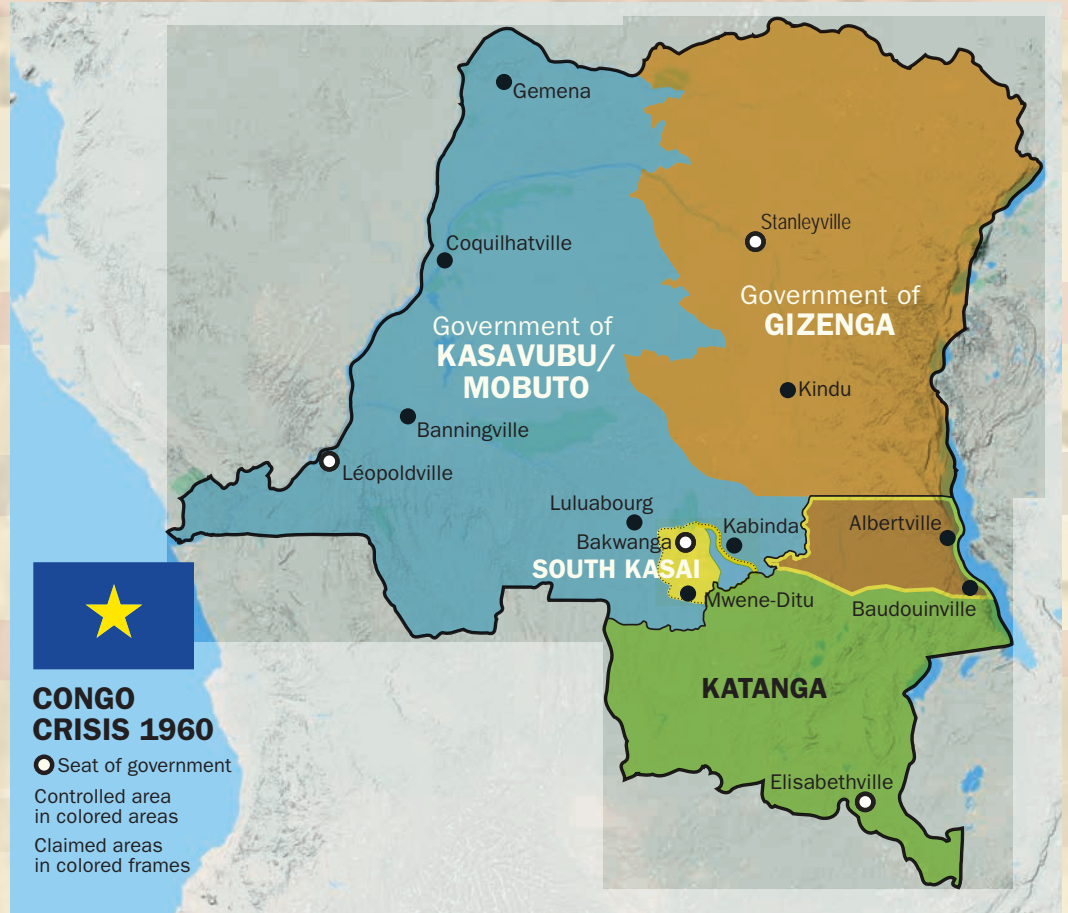 Gemena
Stanleyville
Coquilhatville
Government of
GIZENGA
Government of
KASAVUBU/
MOBUTO
Kindu
Banningville
Léopoldville
Luluabourg
Kabinda
Albertville
Bakwanga
SOUTH KASAI
Mwene-Ditu
Baudouinville
KATANGA
Elisabethville
CONGO
CRISIS 1960
Seat of government
Controlled area
in colored areas
Claimed areas
in colored frames